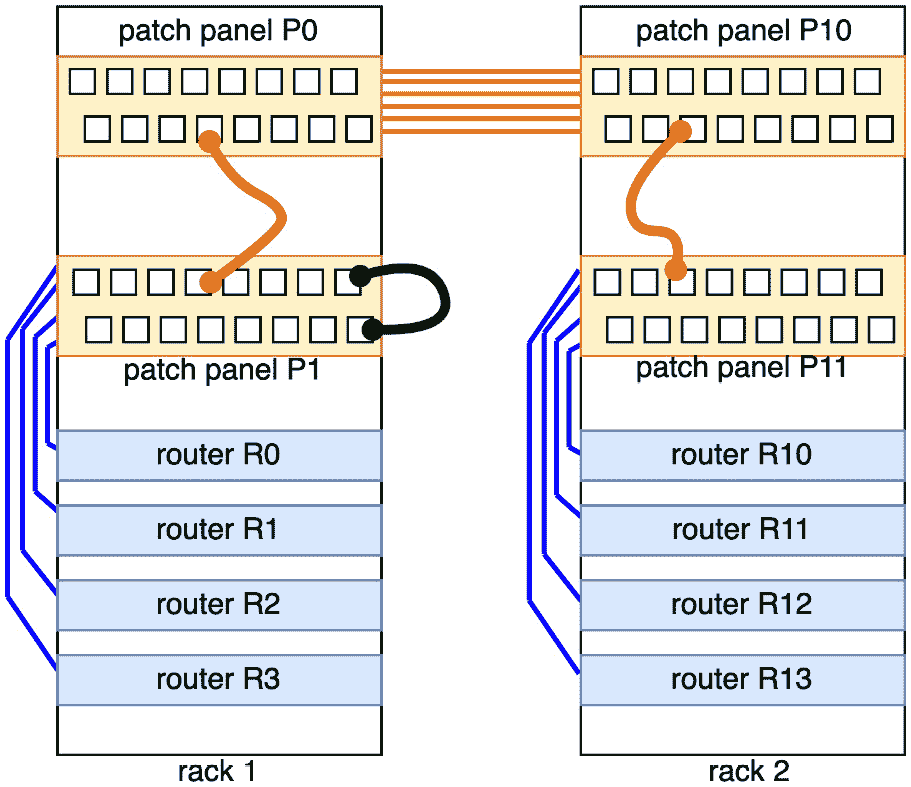 patch panel P0
patch panel P10
patch panel P1
patch panel P11
router R0
router R10
router R1
router R11
router R2
router R12
router R3
router R13
rack 1
rack 2